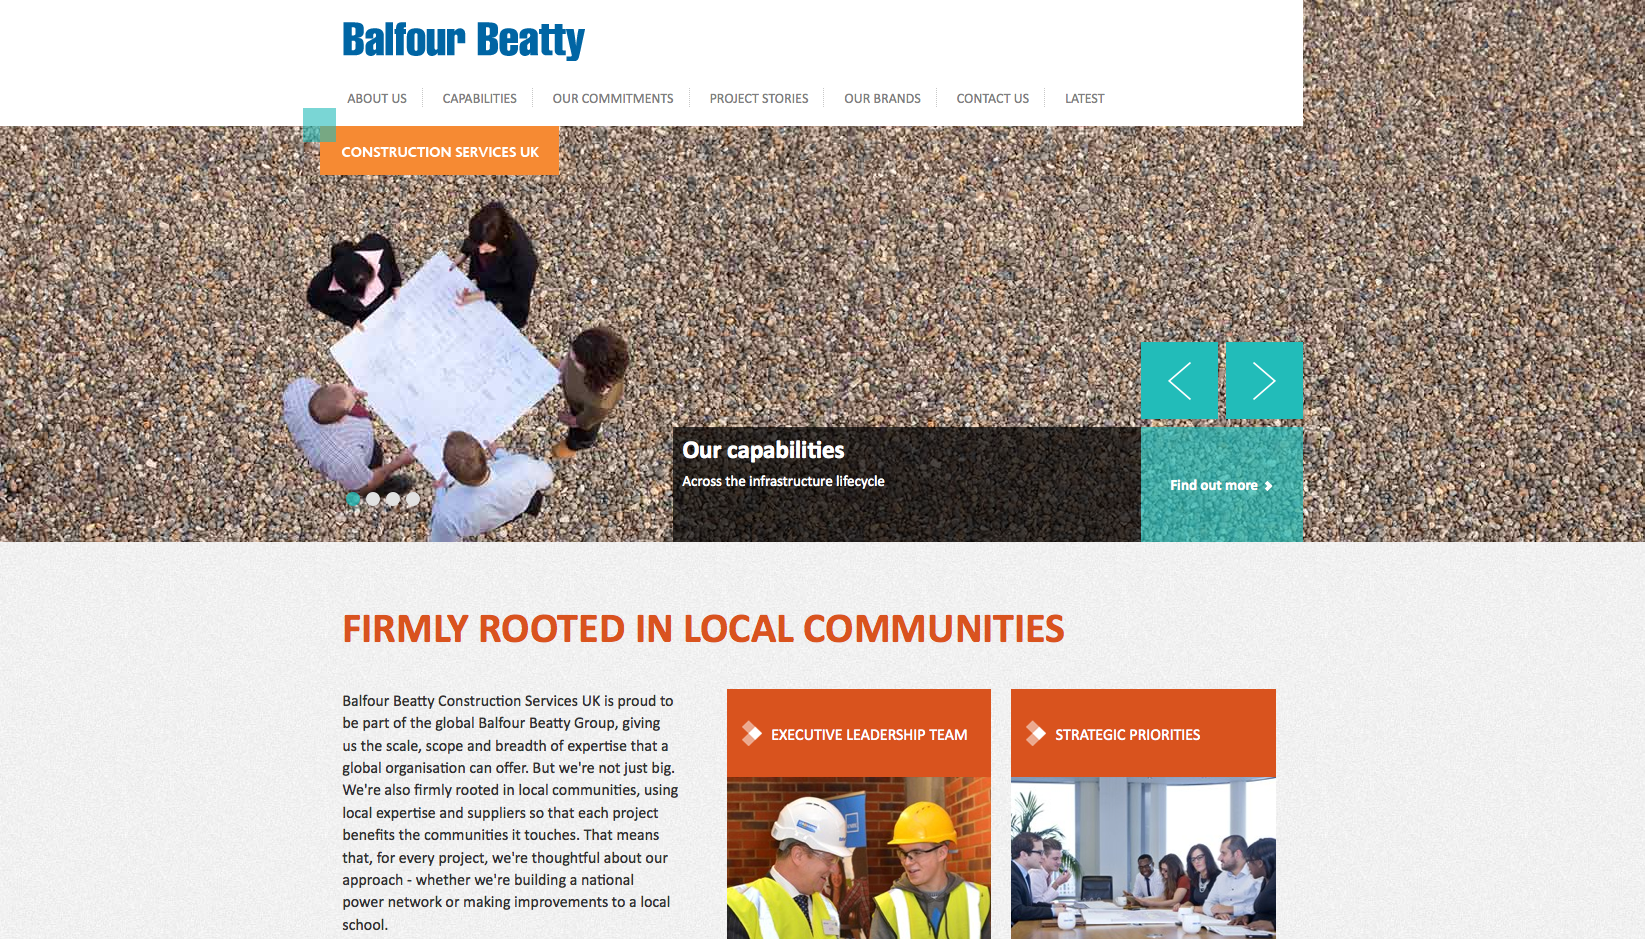 Balfour Beatty
ABOUT US
CAPABILITIES
OUR COMMITMENTS
PROJECT STORIES
OUR BRANDS
CONTACT US
LATEST
CONSTRUCTION SERVICES UK
Our capabilities
Across the infrastructure lifecycle
Find out more
FIRMLY ROOTED IN LOCAL COMMUNITIES
Balfour Beatty Construction Services UK is proud to
be part of the global Balfour Beatty Group, giving
us the scale, scope and breadth of expertise that a
global organisation can offer. But we're not just big.
We're also firmly rooted in local communities, using
local expertise and suppliers so that each project
benefits the communities it touches. That means
that, for every project, we're thoughtful about our
approach - whether we're building a national
power network or making improvements to a local
school.
EXECUTIVE LEADERSHIP TEAM
STRATEGIC PRIORITIES